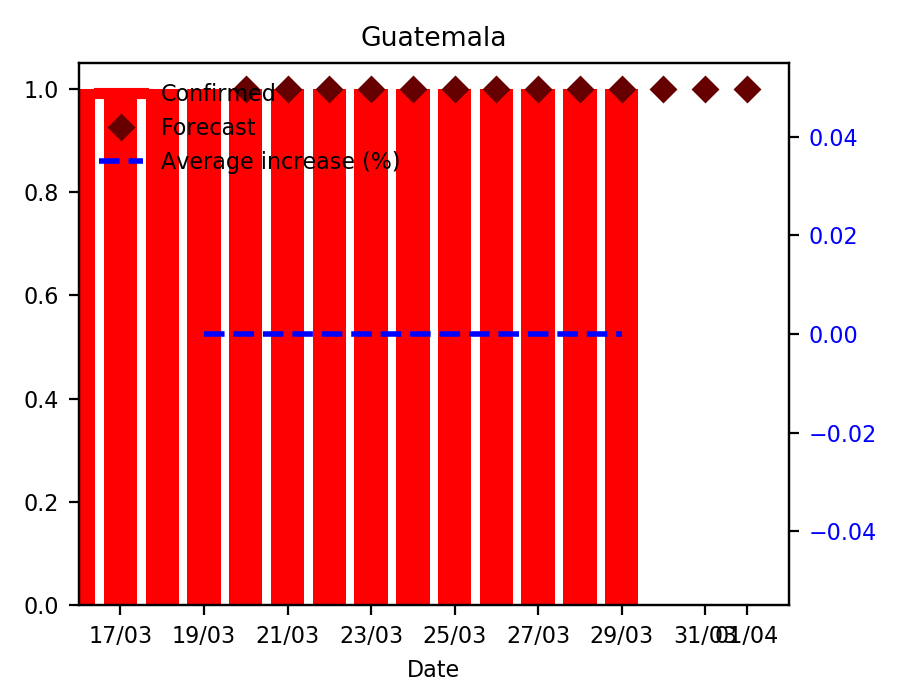 Guatemala
Confirmed
Forecast
Average increase (%)
1.0
0.8
0.6
0.4
0.2
0.0
0.04
0.02
0.00
−0.02
−0.04
17/03 19/03 21/03 23/03 25/03 27/03 29/03 31/03 01/04
Date